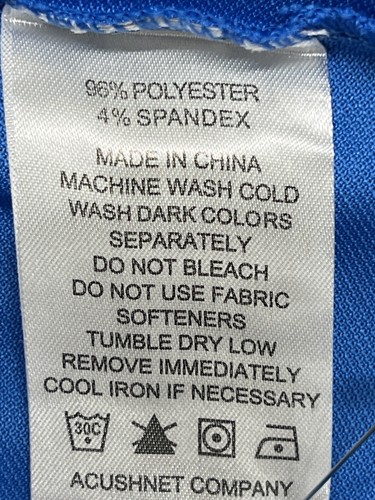 96% POLYESTER
4% SPANDEX
MADE IN CHINA
MACHINE WASH COLD
WASH DARK COLORS
SEPARATELY
DO NOT BLEACH
DO NOT USE FABRIC
SOFTENERS
TUMBLE DRY LOW
REMOVE IMMEDIATELY
COOL IRON IF NECESSARY
30C
ACUSHNET COMPANY